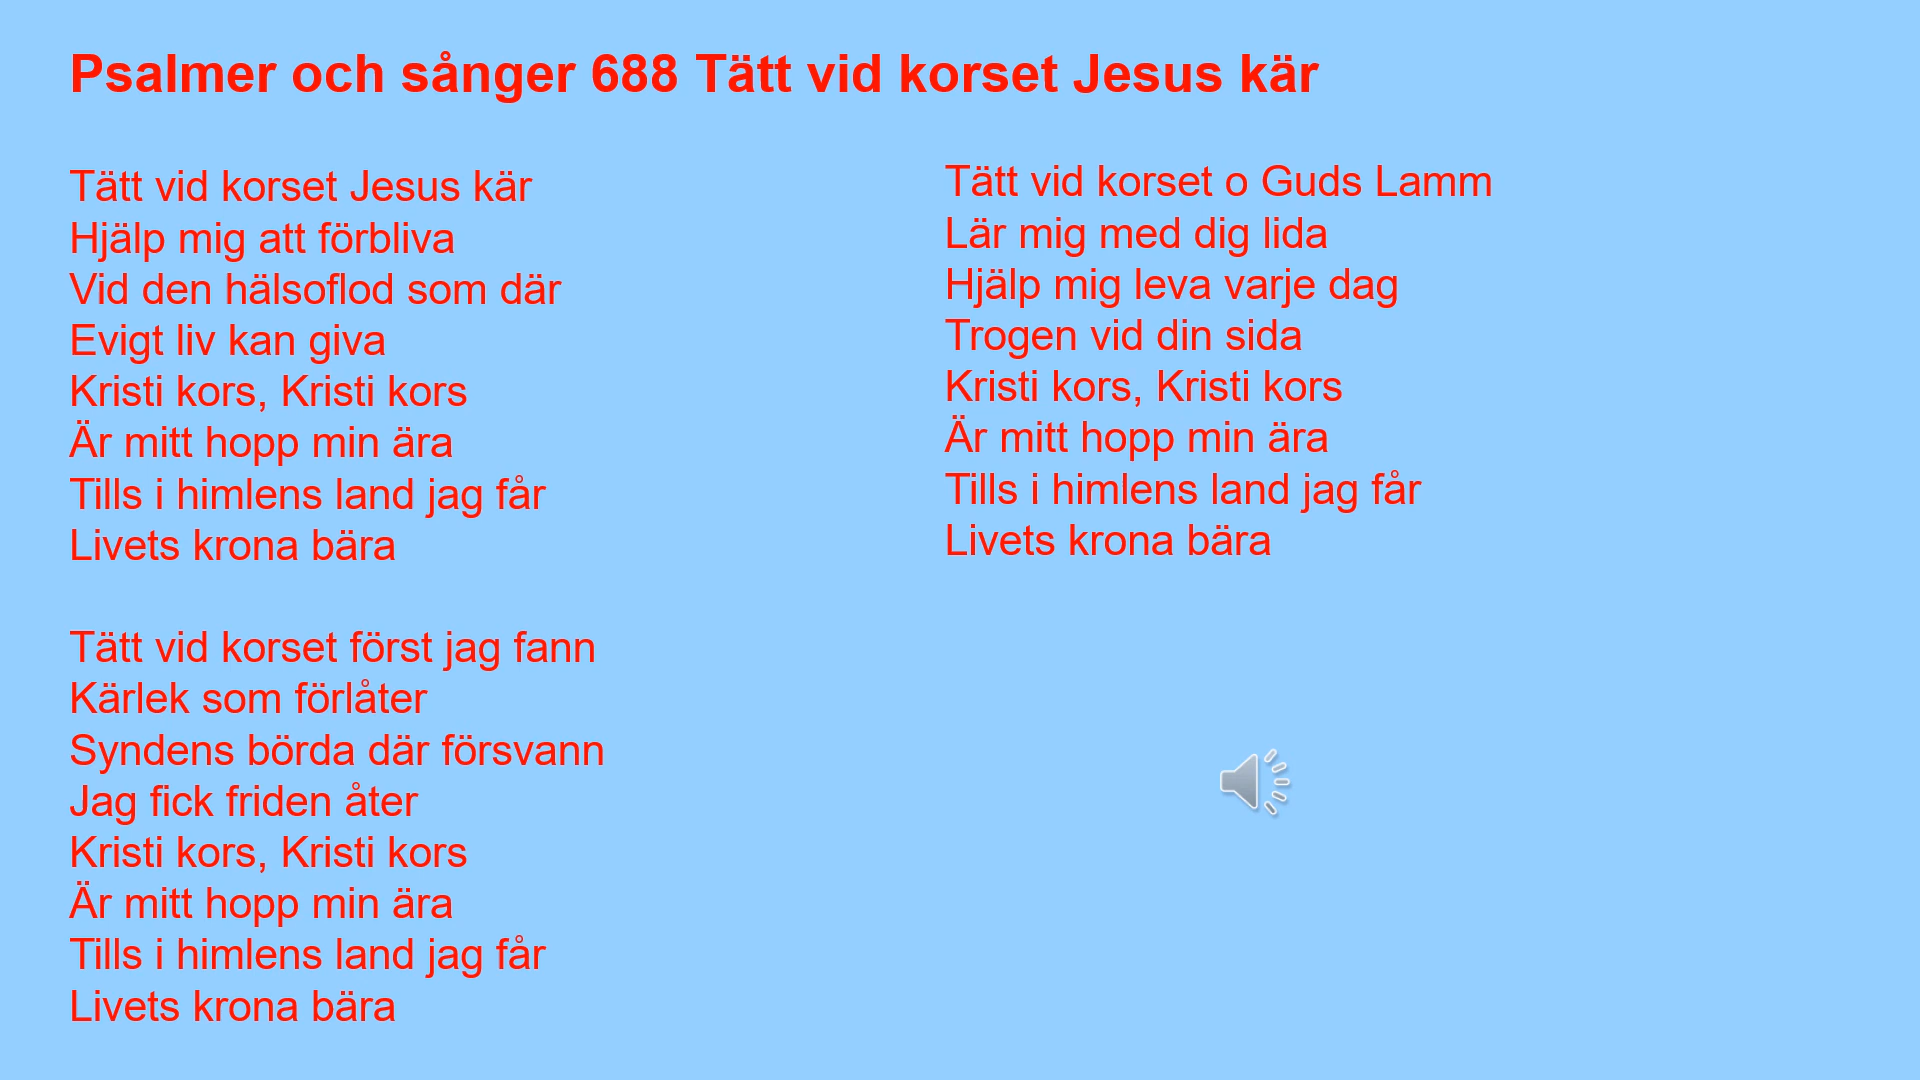 Psalmer och sånger 688 Tätt vid korset Jesus kär
Tätt vid korset Jesus kär
Hjälp mig att förbliva
Vid den hälsoflod som där
Evigt liv kan giva
Kristi kors, Kristi kors
Är mitt hopp min ära
Tills i himlens land jag får
Livets krona bära
Tätt vid korset först jag fann
Kärlek som förlåter
Syndens börda där försvann
Jag fick friden åter
Kristi kors, Kristi kors
Är mitt hopp min ära
Tills i himlens land jag får
Livets krona bära
Tätt vid korset o Guds Lamm
Lär mig med dig lida
Hjälp mig leva varje dag
Trogen vid din sida
Kristi kors, Kristi kors
Är mitt hopp min ära
Tills i himlens land jag får
Livets krona bära